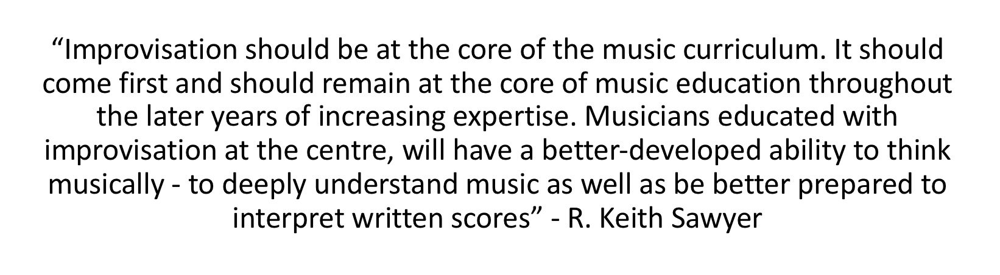 “Improvisation should be at the core of the music curriculum. It should
come first and should remain at the core of music education throughout
the later years of increasing expertise. Musicians educated with
improvisation at the centre, will have a better-developed ability to think
musically - to deeply understand music as well as be better prepared to
interpret written scores” - R. Keith Sawyer